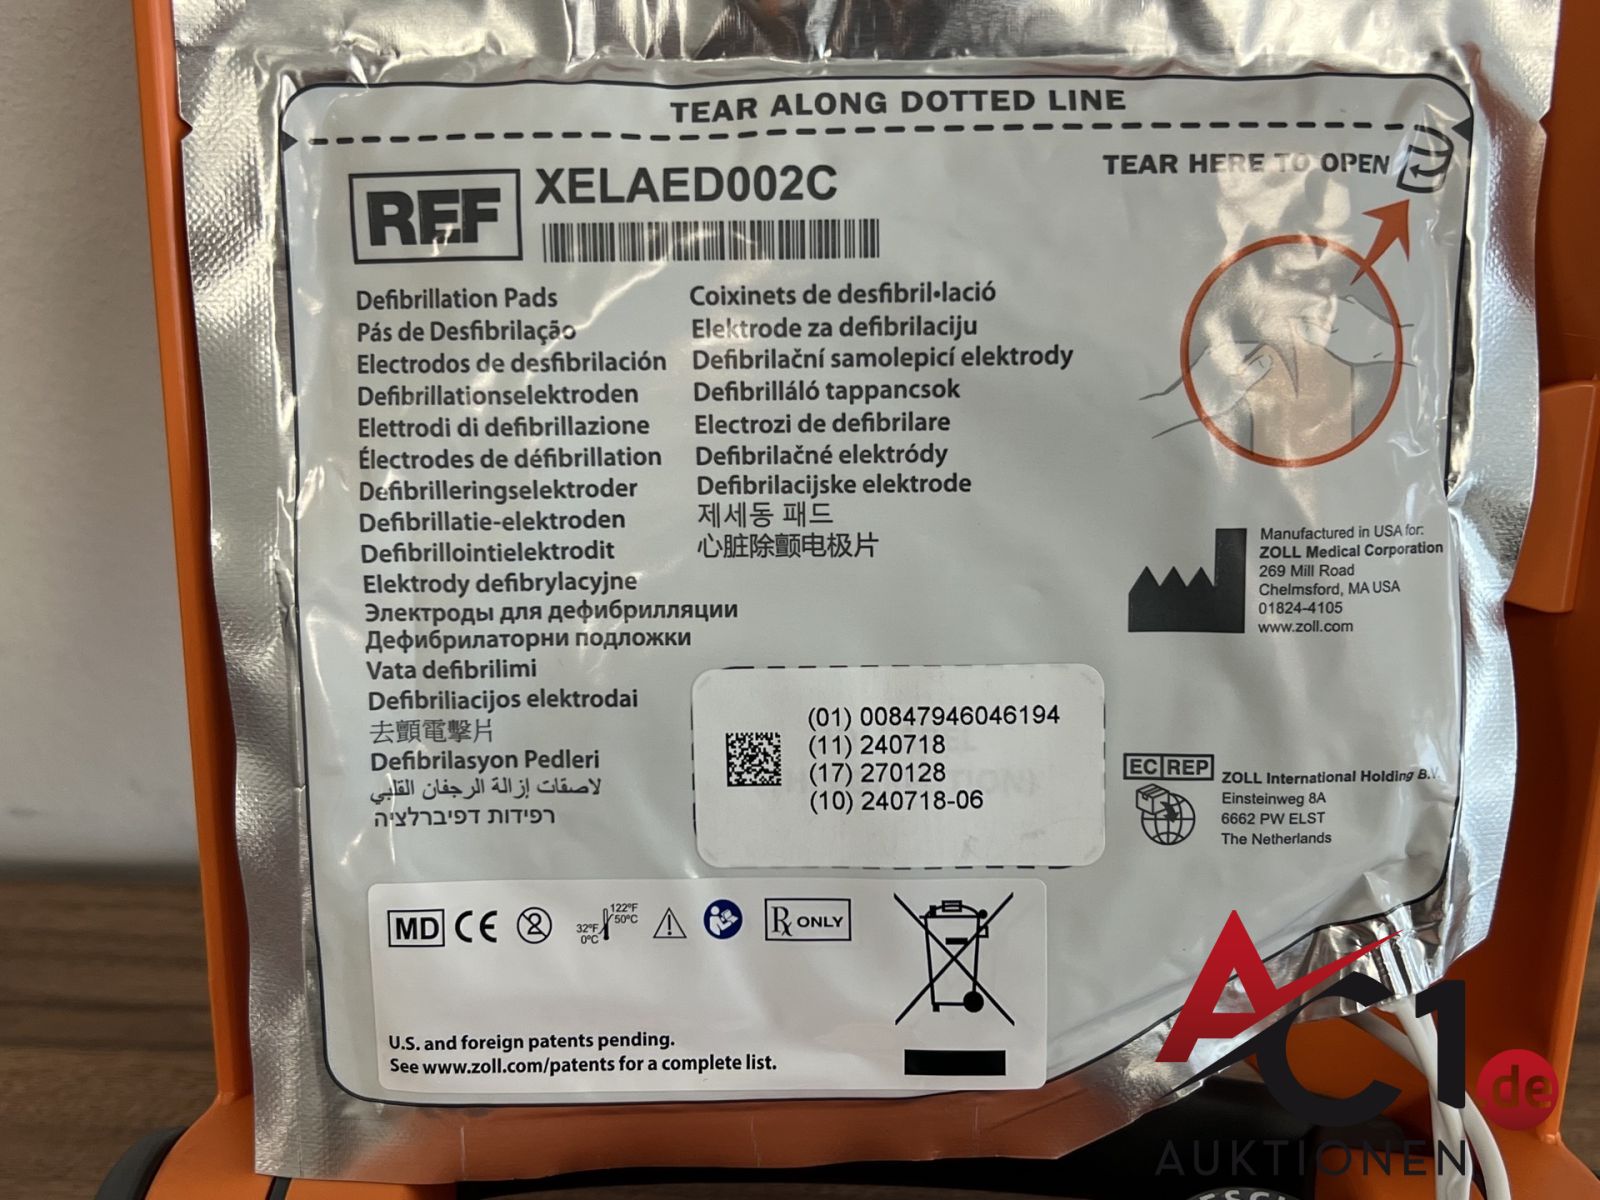 TEAR ALONG DOTTED LINE
TEAR HERE TO OPEN
REF
XELAED002C
Defibrillation Pads
Pás de Desfibrilação
Electrodos de desfibrilación
Defibrillationselektroden
Elettrodi di defibrillazione
Électrodes de défibrillation
Defibrilleringselektroder
Defibrillatie-elektroden
Defibrillointielektrodit
Elektrody defibrylacyjne
Электроды для дефибрилляции
Дефибрилаторни подложки
Vata defibrilimi
Defibriliacijos elektrodai
去顫電擊片
Defibrilasyon Pedleri
لاصقات إزالة الرجفان القلبي
רפידות דפיברלציה
Coixinets de desfibril•lació
Elektrode za defibrilaciju
Defibrilační samolepicí elektrody
Defibrilláló tappancsok
Electrozi de defibrilare
Defibrilačné elektródy
Defibrilacijske elektrode
제세동 패드
心脏除颤电极片
Manufactured in USA for:
ZOLL Medical Corporation
269 Mill Road
Chelmsford, MA USA
01824-4105
www.zoll.com
(01) 00847946046194
(11) 240718
(17) 270128
(10) 240718-06
EC REP
ZOLL International Holding B.V.
Einsteinweg 8A
6662 PW ELST
The Netherlands
MD CE
32°F
0°C
122°F
50°C
Rx ONLY
U.S. and foreign patents pending.
See www.zoll.com/patents for a complete list.
AC1
de
AUKTIONEN